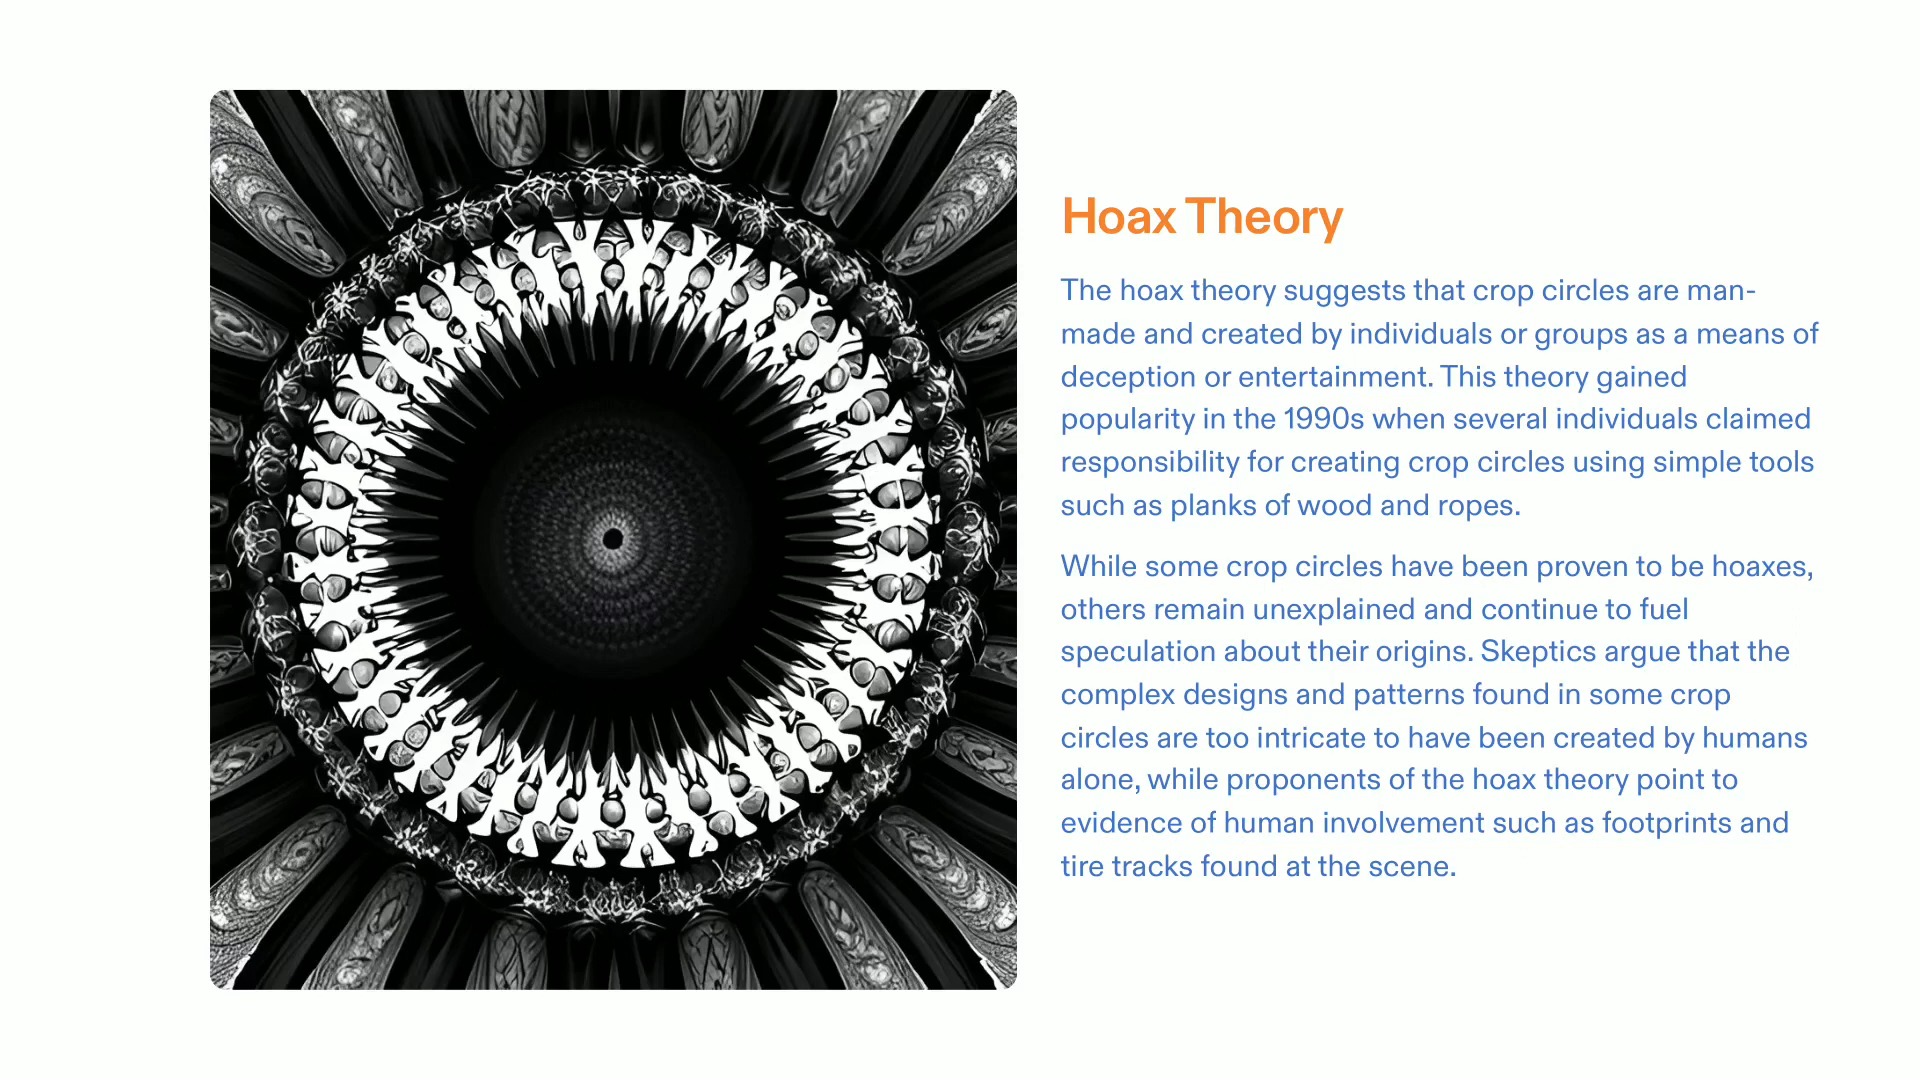 Hoax Theory
The hoax theory suggests that crop circles are man-
made and created by individuals or groups as a means of
deception or entertainment. This theory gained
popularity in the 1990s when several individuals claimed
responsibility for creating crop circles using simple tools
such as planks of wood and ropes.
While some crop circles have been proven to be hoaxes,
others remain unexplained and continue to fuel
speculation about their origins. Skeptics argue that the
complex designs and patterns found in some crop
circles are too intricate to have been created by humans
alone, while proponents of the hoax theory point to
evidence of human involvement such as footprints and
tire tracks found at the scene.